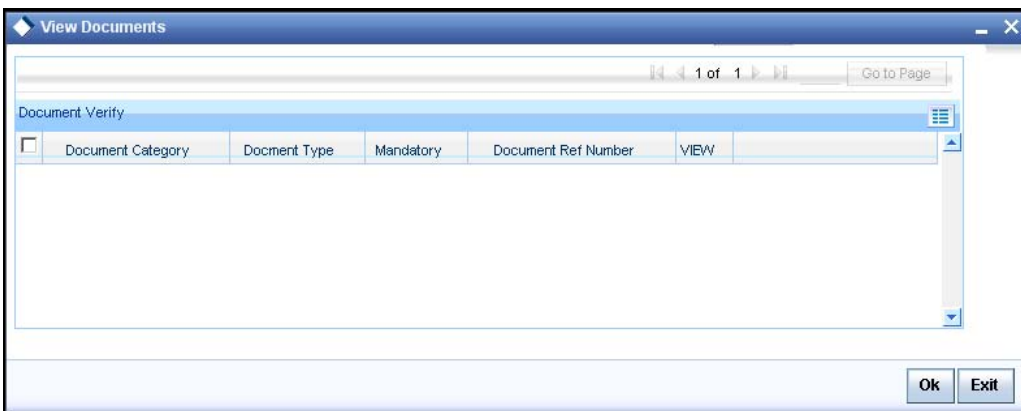 View Documents
1 of 1 Go to Page
Document Verify
Document Category Docment Type Mandatory Document Ref Number VIEW
Ok Exit